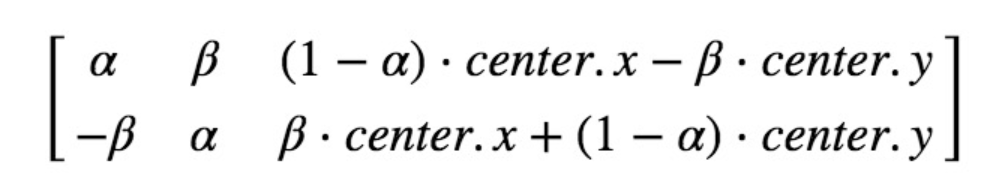 α β (1 − α) · center. x − β · center. y
−β α β · center. x + (1 − α) · center. y